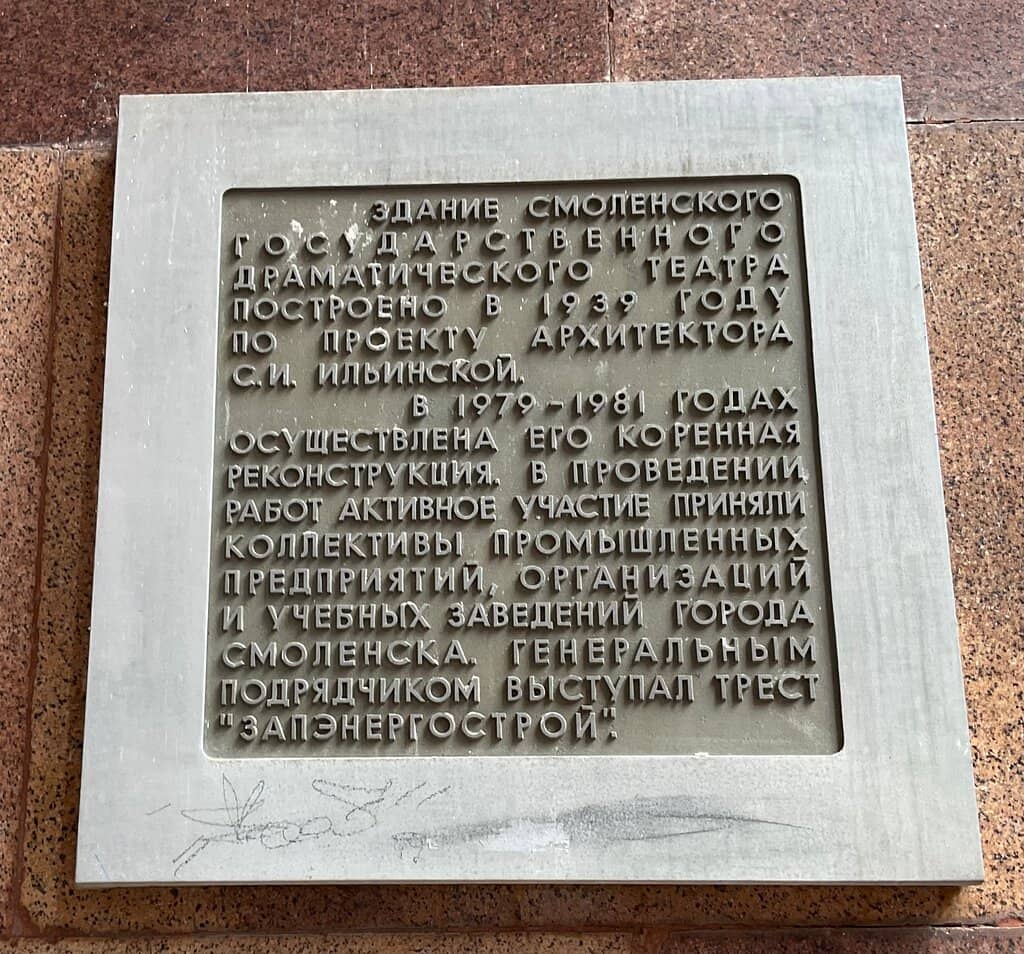 ЗДАНИЕ СМОЛЕНСКОГО
ГОСУДАРСТВЕННОГО
ДРАМАТИЧЕСКОГО ТЕАТРА
ПОСТРОЕНО В 1939 ГОДУ
ПО ПРОЕКТУ АРХИТЕКТОРА
С.И. ИЛЬИНСКОЙ.
В 1979-1981 ГОДАХ
ОСУЩЕСТВЛЕНА ЕГО КОРЕННАЯ
РЕКОНСТРУКЦИЯ. В ПРОВЕДЕНИИ
РАБОТ АКТИВНОЕ УЧАСТИЕ ПРИНЯЛИ
КОЛЛЕКТИВЫ ПРОМЫШЛЕННЫХ
ПРЕДПРИЯТИЙ, ОРГАНИЗАЦИЙ
И УЧЕБНЫХ ЗАВЕДЕНИЙ ГОРОДА
СМОЛЕНСКА. ГЕНЕРАЛЬНЫМ
ПОДРЯДЧИКОМ ВЫСТУПАЛ ТРЕСТ
"ЗАПЭНЕРГОСТРОЙ".